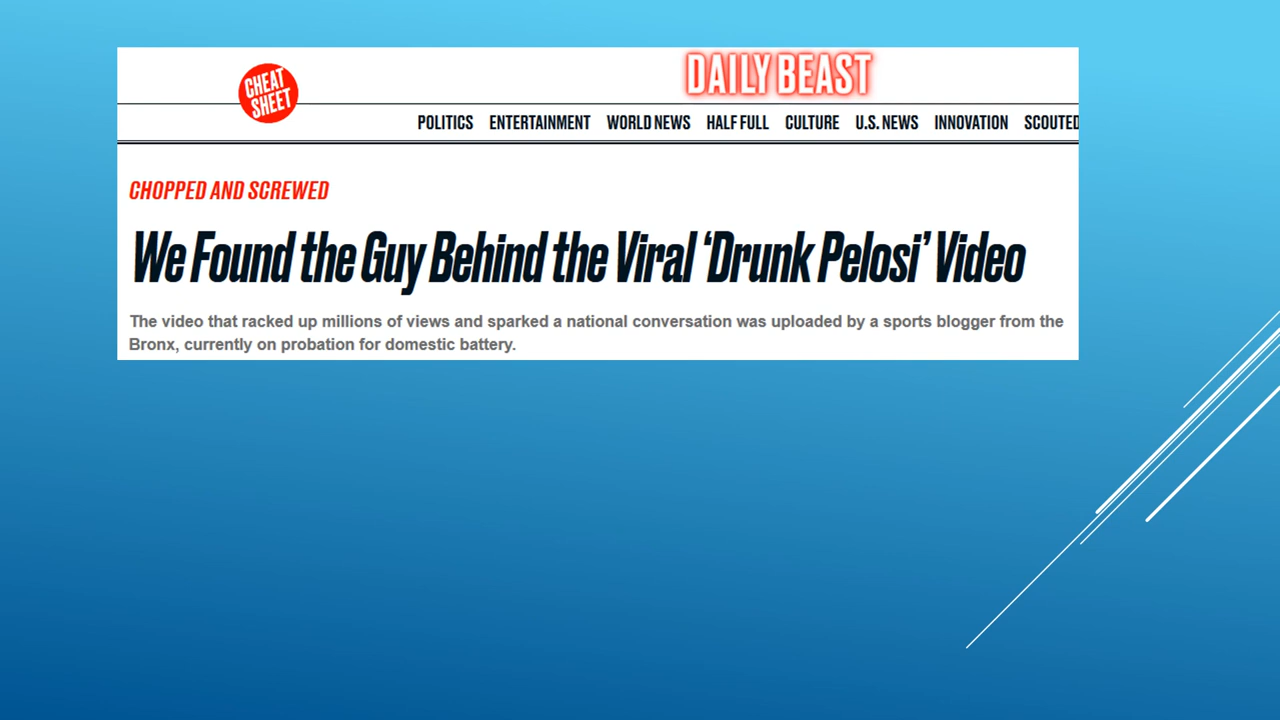 CHEAT
SHEET
DAILY BEAST
POLITICS ENTERTAINMENT WORLD NEWS HALF FULL CULTURE U.S. NEWS INNOVATION SCOUTED
CHOPPED AND SCREWED
We Found the Guy Behind the Viral ‘Drunk Pelosi’ Video
The video that racked up millions of views and sparked a national conversation was uploaded by a sports blogger from the
Bronx, currently on probation for domestic battery.